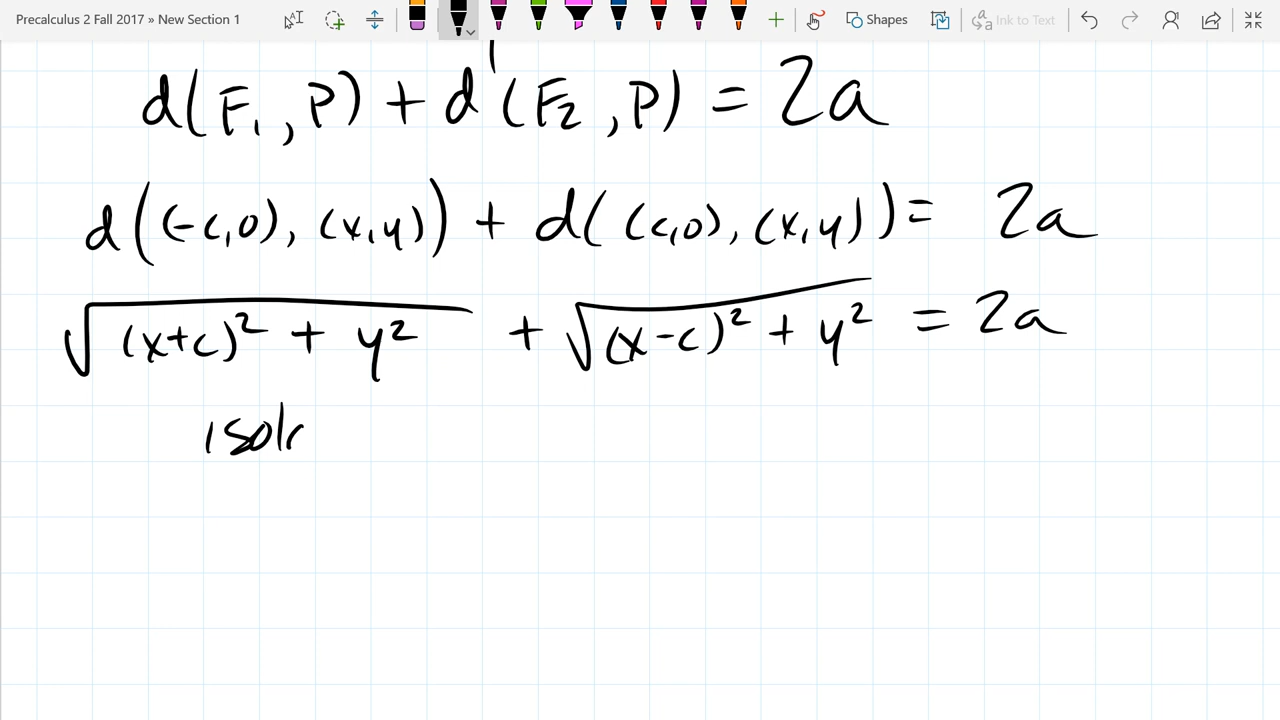 Precalculus 2 Fall 2017 » New Section 1
Shapes
Ink to Text
d(F₁, P) + d(F₂, P) = 2a
d((-c,0), (x,y)) + d((c,0), (x,y)) = 2a
√((x+c)² + y²) + √((x-c)² + y²) = 2a